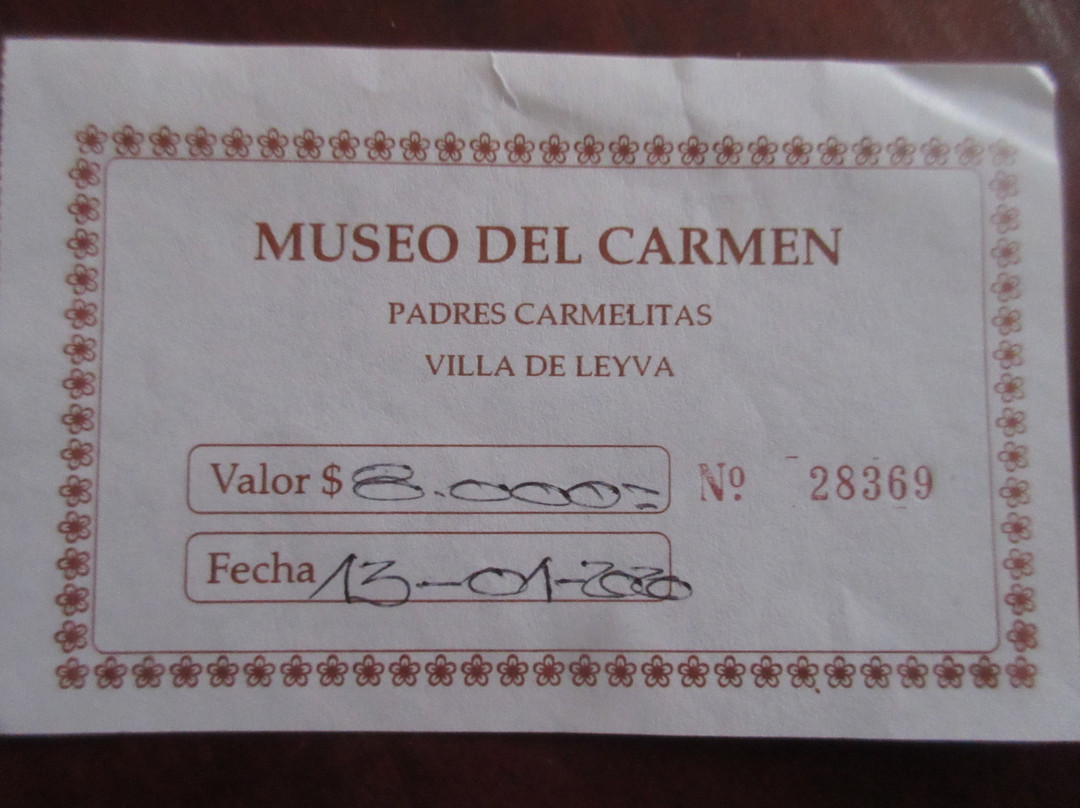 MUSEO DEL CARMEN
PADRES CARMELITAS
VILLA DE LEYVA
Valor $ 8.000= Nº 28369
Fecha 13-01-2020